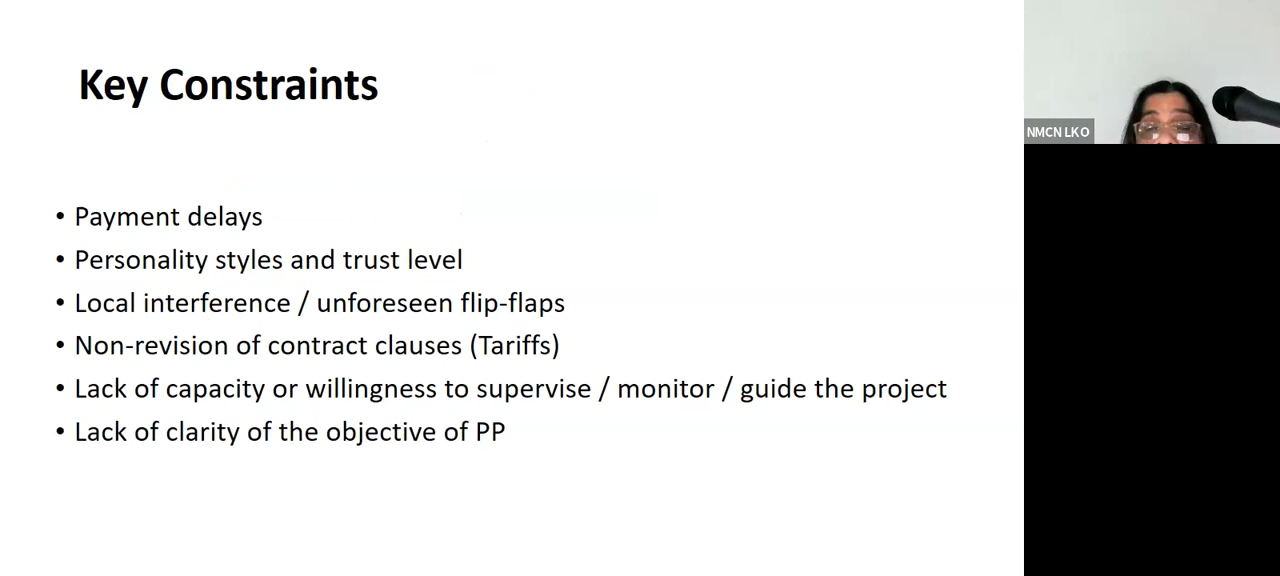 Key Constraints
• Payment delays
• Personality styles and trust level
• Local interference / unforeseen flip-flaps
• Non-revision of contract clauses (Tariffs)
• Lack of capacity or willingness to supervise / monitor / guide the project
• Lack of clarity of the objective of PP
NMCN LKO